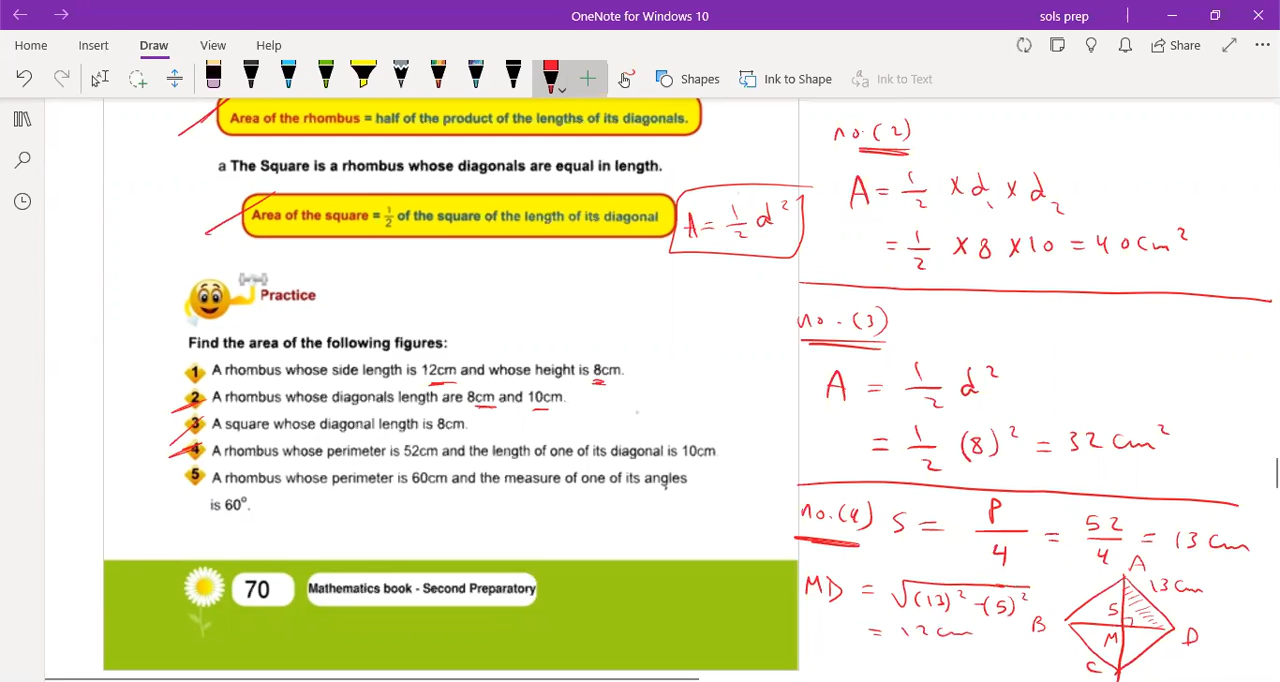 OneNote for Windows 10
sols prep
Home Insert Draw View Help
Share
Shapes Ink to Shape Ink to Text
Area of the rhombus = half of the product of the lengths of its diagonals.
a The Square is a rhombus whose diagonals are equal in length.
Area of the square = 1/2 of the square of the length of its diagonal
A = 1/2 d²
Practice
Find the area of the following figures:
1 A rhombus whose side length is 12cm and whose height is 8cm.
2 A rhombus whose diagonals length are 8cm and 10cm.
3 A square whose diagonal length is 8cm.
4 A rhombus whose perimeter is 52cm and the length of one of its diagonal is 10cm
5 A rhombus whose perimeter is 60cm and the measure of one of its angles
is 60°.
70 Mathematics book - Second Preparatory
no.(2)
A = 1/2 × d₁ × d₂
= 1/2 × 8 × 10 = 40 cm²
no.(3)
A = 1/2 d²
= 1/2 (8)² = 32 cm²
no.(4) S = P/4 = 52/4 = 13 cm
MD = √(13)² - (5)²
= 12 cm
A
13 cm
5
B
M
D
C